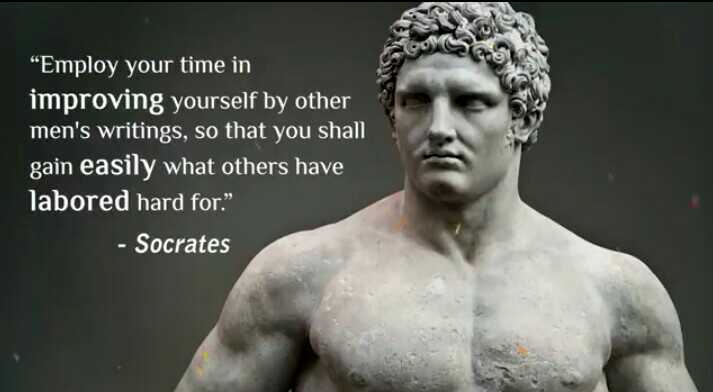 “Employ your time in
improving yourself by other
men's writings, so that you shall
gain easily what others have
labored hard for.”
- Socrates